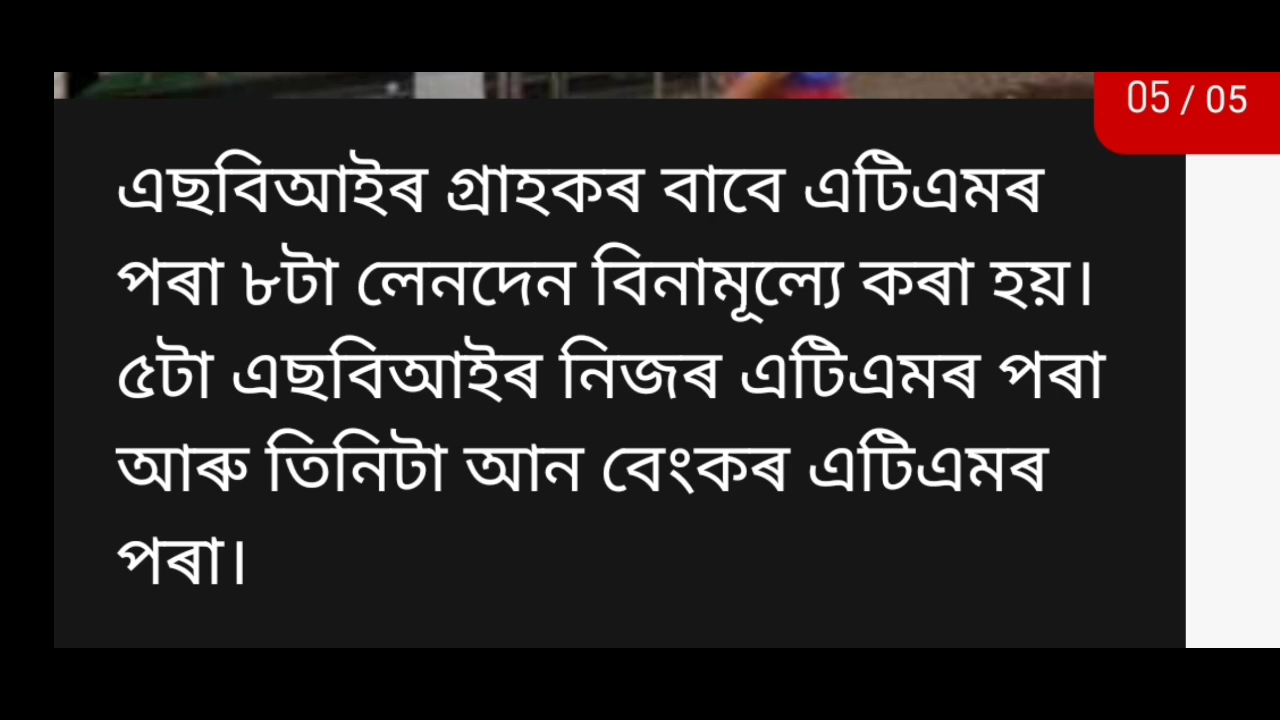 05 / 05
এছবিআইৰ গ্ৰাহকৰ বাবে এটিএমৰ
পৰা ৮টা লেনদেন বিনামূল্যে কৰা হয়।
৫টা এছবিআইৰ নিজৰ এটিএমৰ পৰা
আৰু তিনিটা আন বেংকৰ এটিএমৰ
পৰা।